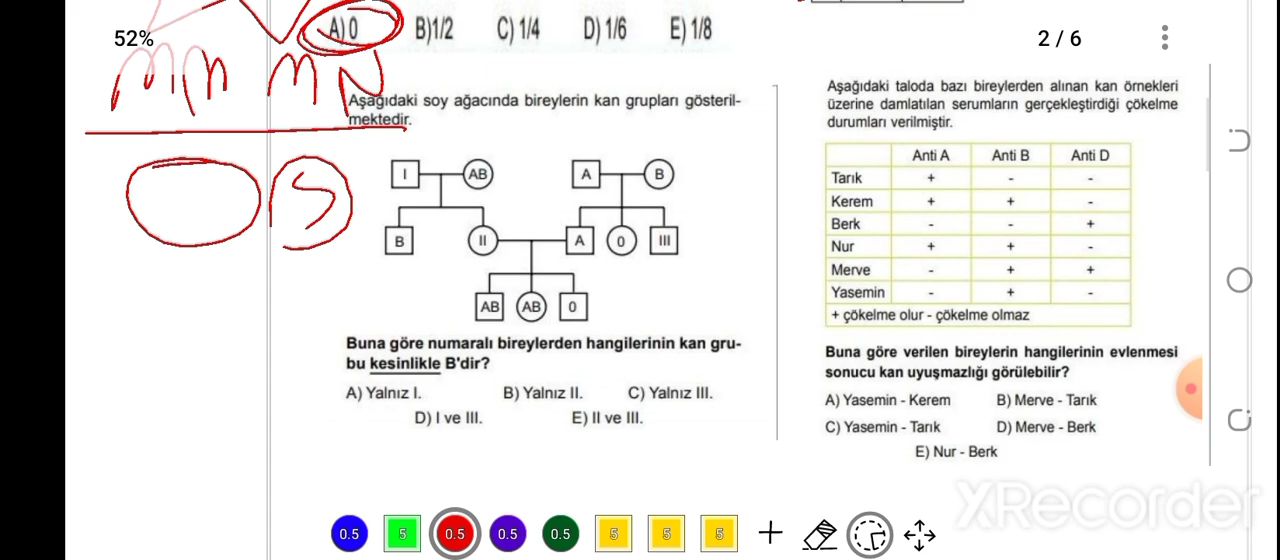 52%
A) 0 B)1/2 C) 1/4 D) 1/6 E) 1/8
2 / 6
Mn MN
S
Aşağıdaki soy ağacında bireylerin kan grupları gösteril-
mektedir.
I AB A B
B II A 0 III
AB AB 0
Buna göre numaralı bireylerden hangilerinin kan gru-
bu kesinlikle B'dir?
A) Yalnız I. B) Yalnız II. C) Yalnız III.
D) I ve III. E) II ve III.
Aşağıdaki taloda bazı bireylerden alınan kan örnekleri
üzerine damlatılan serumların gerçekleştirdiği çökelme
durumları verilmiştir.
Anti A Anti B Anti D
Tarık + - -
Kerem + + -
Berk - - +
Nur + + -
Merve - + +
Yasemin - + -
+ çökelme olur - çökelme olmaz
Buna göre verilen bireylerin hangilerinin evlenmesi
sonucu kan uyuşmazlığı görülebilir?
A) Yasemin - Kerem B) Merve - Tarık
C) Yasemin - Tarık D) Merve - Berk
E) Nur - Berk
XRecorder
0.5 5 0.5 0.5 0.5 5 5 5